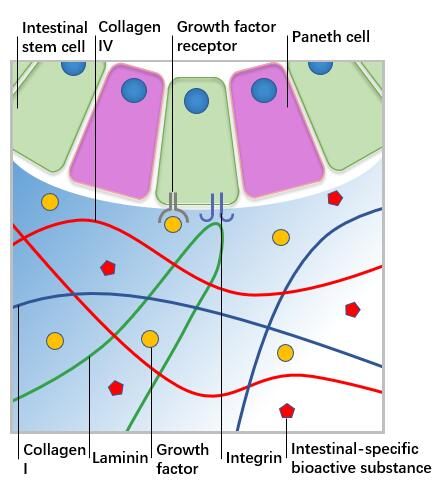 Intestinal
stem cell
Collagen
IV
Growth factor
receptor
Paneth cell
Collagen
I
Laminin
Growth
factor
Integrin
Intestinal-specific
bioactive substance